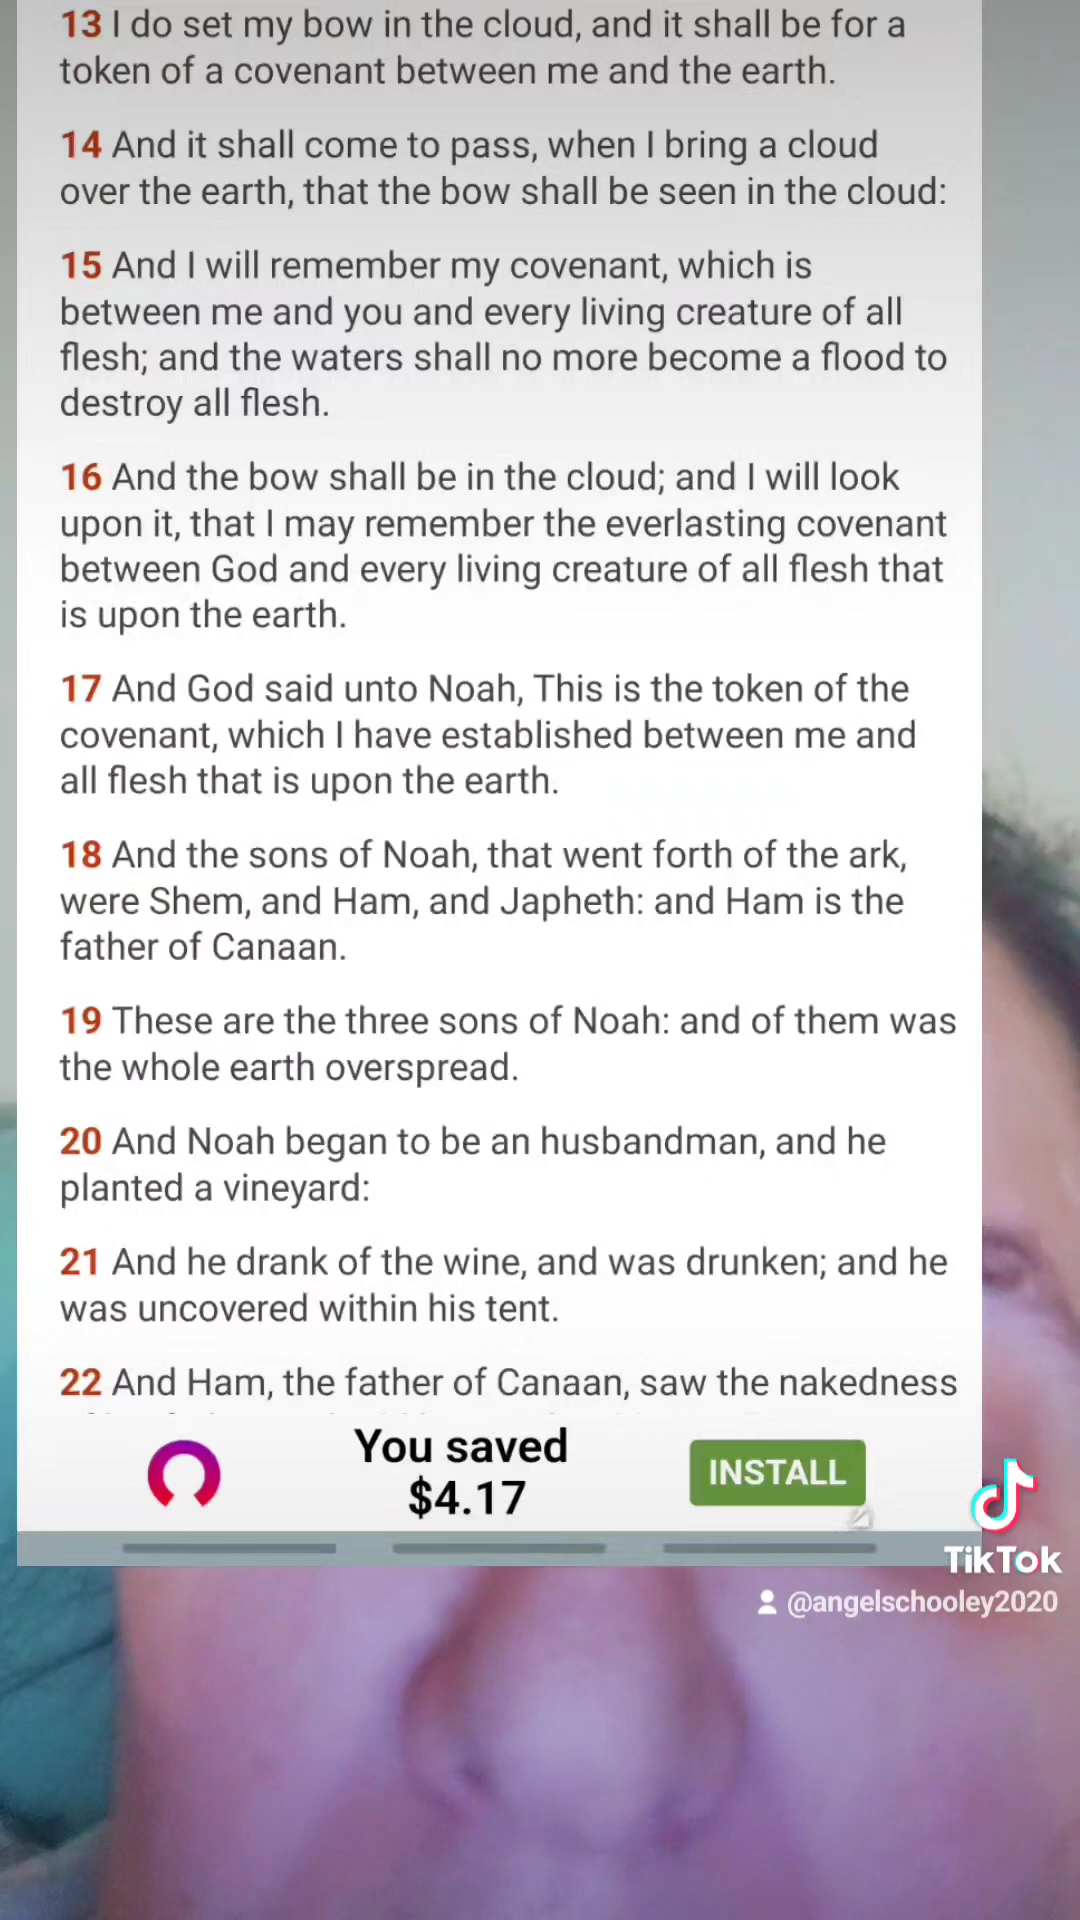 13 I do set my bow in the cloud, and it shall be for a
token of a covenant between me and the earth.
14 And it shall come to pass, when I bring a cloud
over the earth, that the bow shall be seen in the cloud:
15 And I will remember my covenant, which is
between me and you and every living creature of all
flesh; and the waters shall no more become a flood to
destroy all flesh.
16 And the bow shall be in the cloud; and I will look
upon it, that I may remember the everlasting covenant
between God and every living creature of all flesh that
is upon the earth.
17 And God said unto Noah, This is the token of the
covenant, which I have established between me and
all flesh that is upon the earth.
18 And the sons of Noah, that went forth of the ark,
were Shem, and Ham, and Japheth: and Ham is the
father of Canaan.
19 These are the three sons of Noah: and of them was
the whole earth overspread.
20 And Noah began to be an husbandman, and he
planted a vineyard:
21 And he drank of the wine, and was drunken; and he
was uncovered within his tent.
22 And Ham, the father of Canaan, saw the nakedness
You saved
$4.17
INSTALL
TikTok
@angelschooley2020